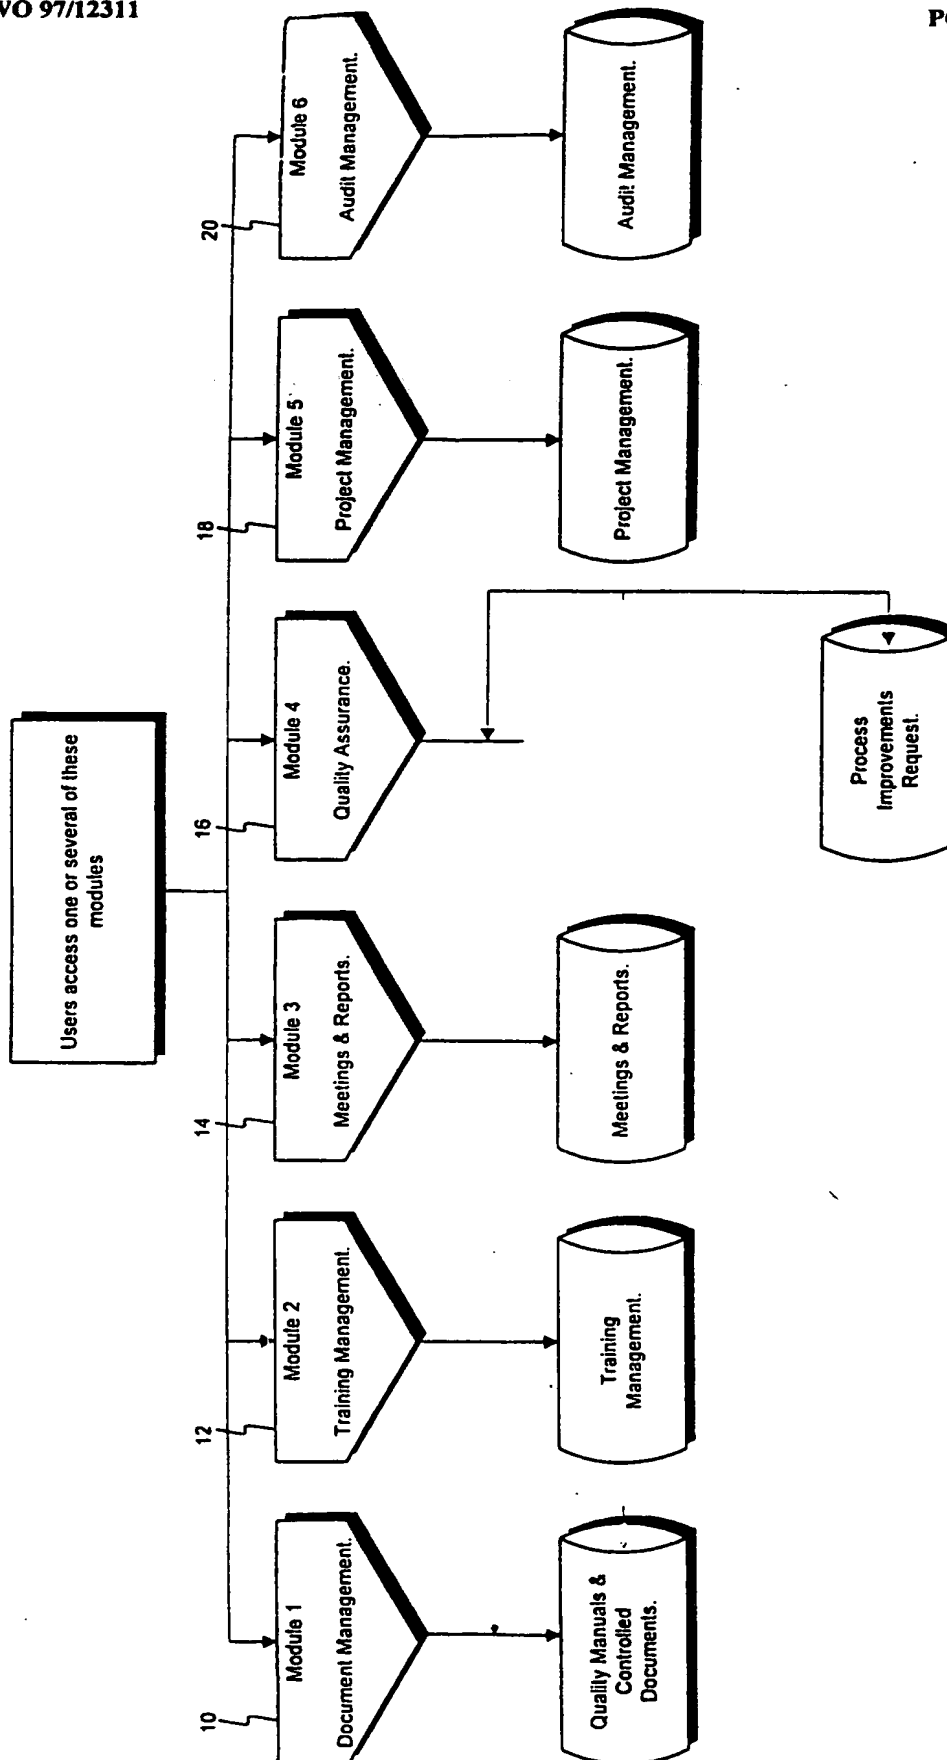 VO 97/12311
PC
Users access one or several of these
modules
10
Module 1
Document Management.
12
Module 2
Training Management.
14
Module 3
Meetings & Reports.
16
Module 4
Quality Assurance.
18
Module 5
Project Management.
20
Module 6
Audit Management.
Quality Manuals &
Controlled
Documents.
Training
Management.
Meetings & Reports.
Process
Improvements
Request.
Project Management.
Audit Management.